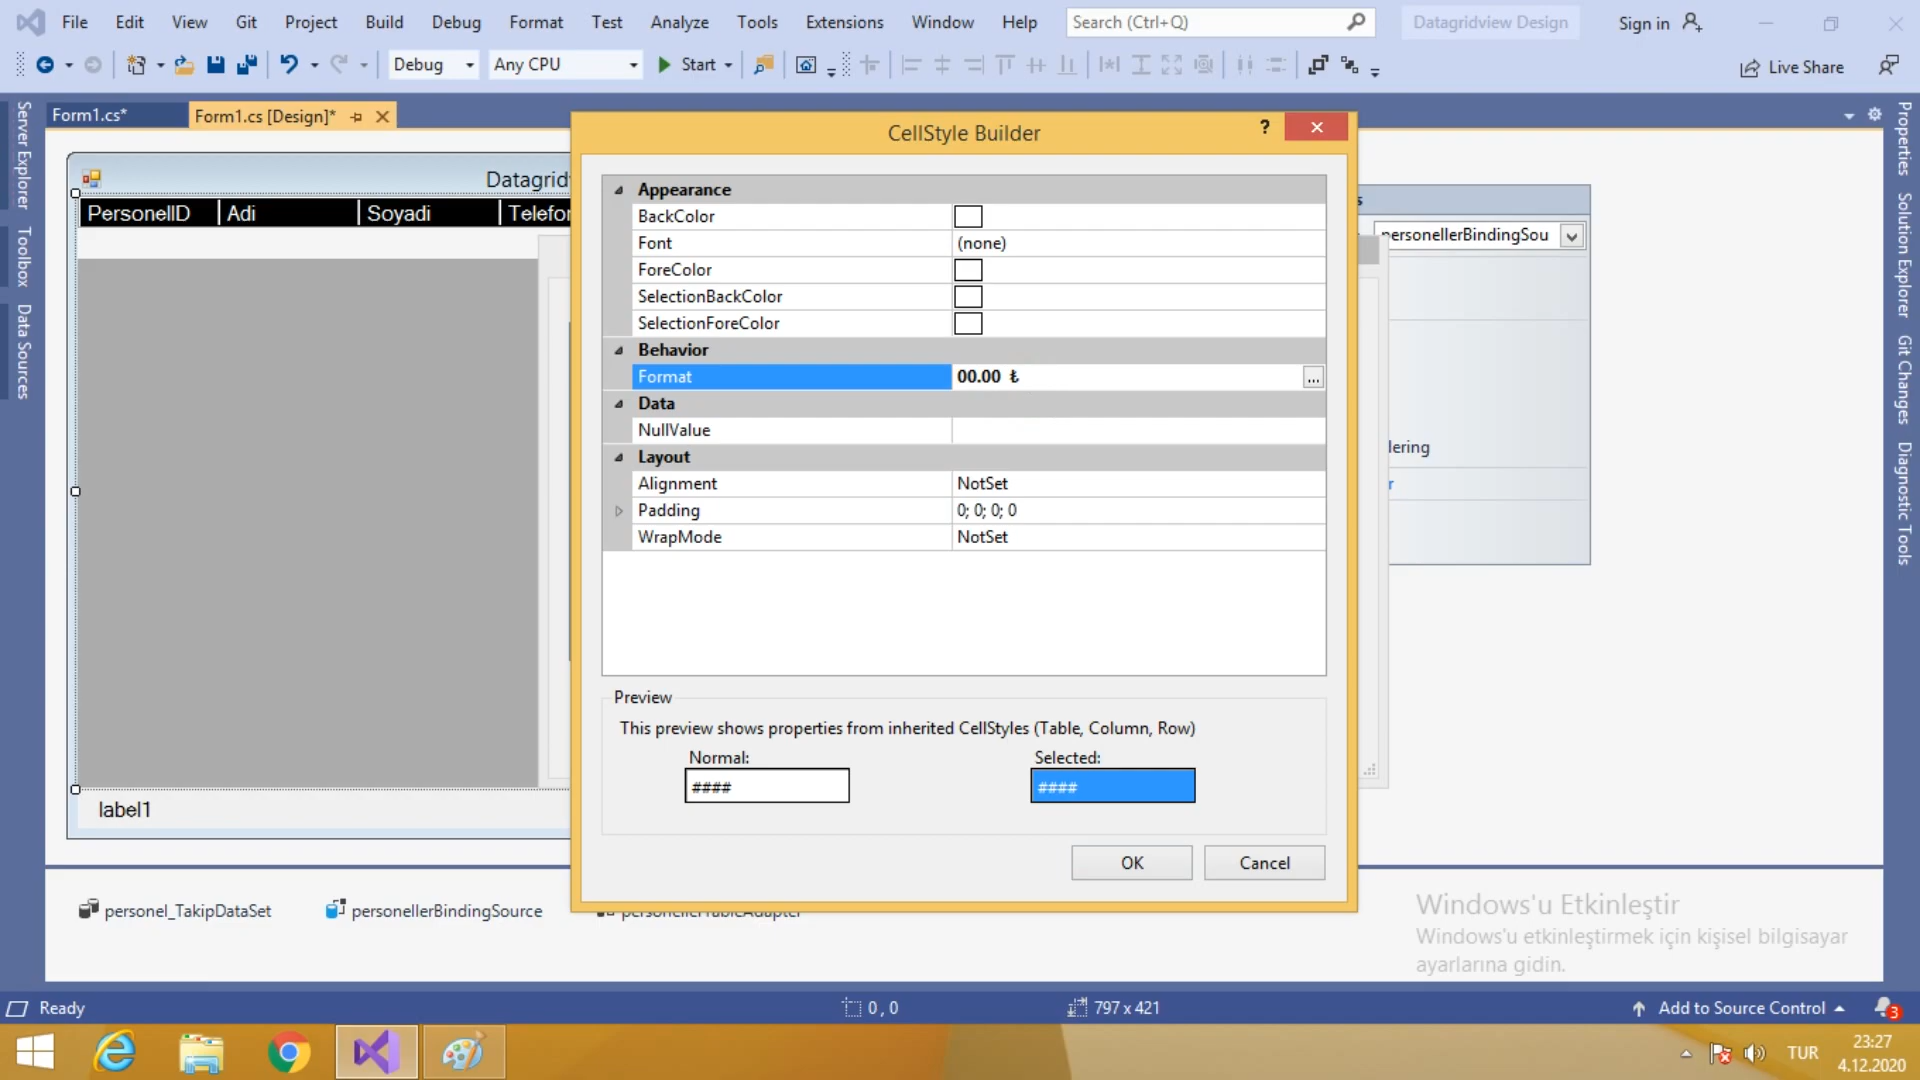 File Edit View Git Project Build Debug Format Test Analyze Tools Extensions Window Help Search (Ctrl+Q) Datagridview Design Sign in
Debug Any CPU Start Live Share
Form1.cs* Form1.cs [Design]*
Server Explorer
Toolbox
Data Sources
PersonelID Adi Soyadi Telefon
label1
CellStyle Builder ?
Appearance
BackColor
Font (none)
ForeColor
SelectionBackColor
SelectionForeColor
Behavior
Format 00.00 ₺ ...
Data
NullValue
Layout
Alignment NotSet
Padding 0; 0; 0; 0
WrapMode NotSet
Preview
This preview shows properties from inherited CellStyles (Table, Column, Row)
Normal: Selected:
#### ####
OK Cancel
personellerBindingSou
lering
r
Properties
Solution Explorer
Git Changes
Diagnostic Tools
personel_TakipDataSet personellerBindingSource personellerTableAdapter
Windows'u Etkinleştir
Windows'u etkinleştirmek için kişisel bilgisayar
ayarlarına gidin.
Ready 0 , 0 797 x 421 Add to Source Control 3
TUR 23:27
4.12.2020